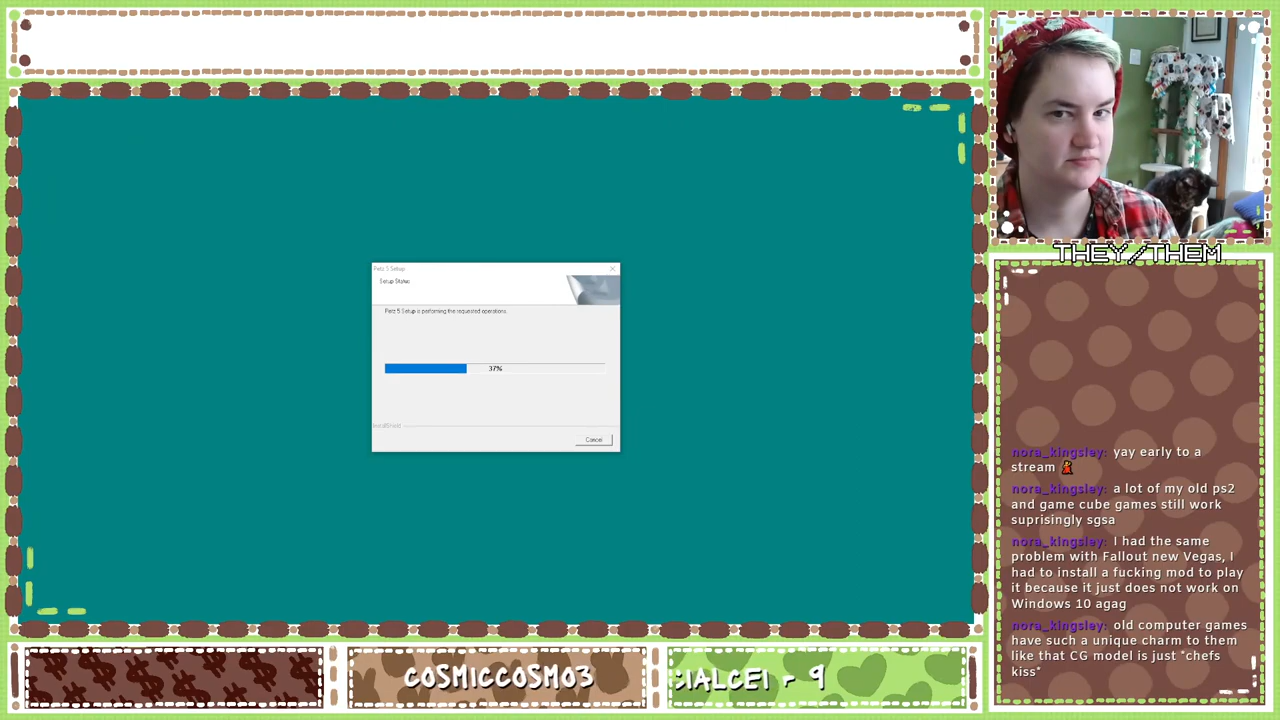 Petz 5 Setup
Setup Status
Petz 5 Setup is performing the requested operations.
37%
InstallShield
Cancel
THEY/THEM
nora_kingsley: yay early to a
stream
nora_kingsley: a lot of my old ps2
and game cube games still work
suprisingly sgsa
nora_kingsley: I had the same
problem with Fallout new Vegas, I
had to install a fucking mod to play
it because it just does not work on
Windows 10 agag
nora_kingsley: old computer games
have such a unique charm to them
like that CG model is just *chefs
kiss*
COSMICCOSMO3
CIALCEI - 9